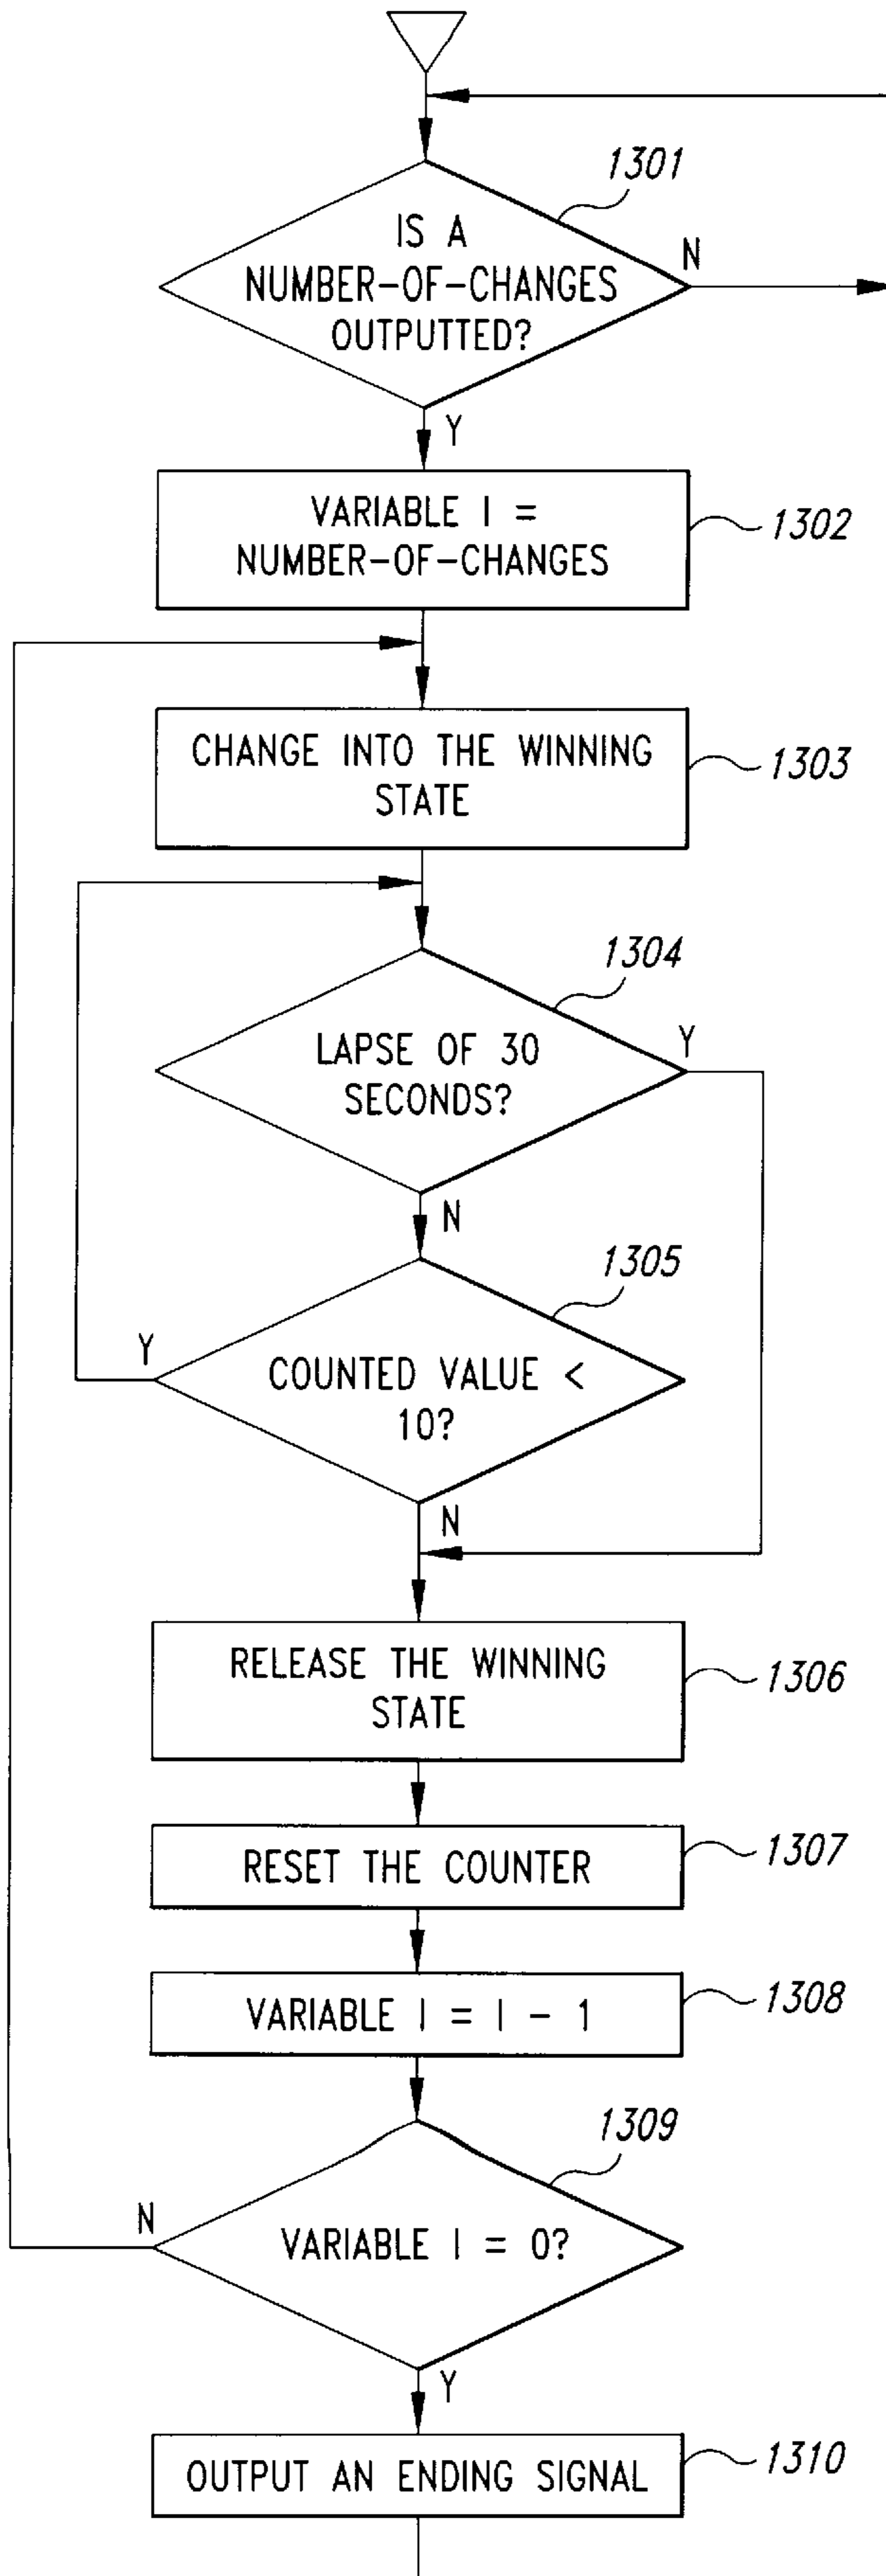 1301
IS A
NUMBER-OF-CHANGES
OUTPUTTED?
N
Y
VARIABLE I =
NUMBER-OF-CHANGES
1302
CHANGE INTO THE WINNING
STATE
1303
1304
LAPSE OF 30
SECONDS?
Y
N
1305
Y
COUNTED VALUE <
10?
N
RELEASE THE WINNING
STATE
1306
RESET THE COUNTER
1307
VARIABLE I = I - 1
1308
1309
N
VARIABLE I = 0?
Y
OUTPUT AN ENDING SIGNAL
1310